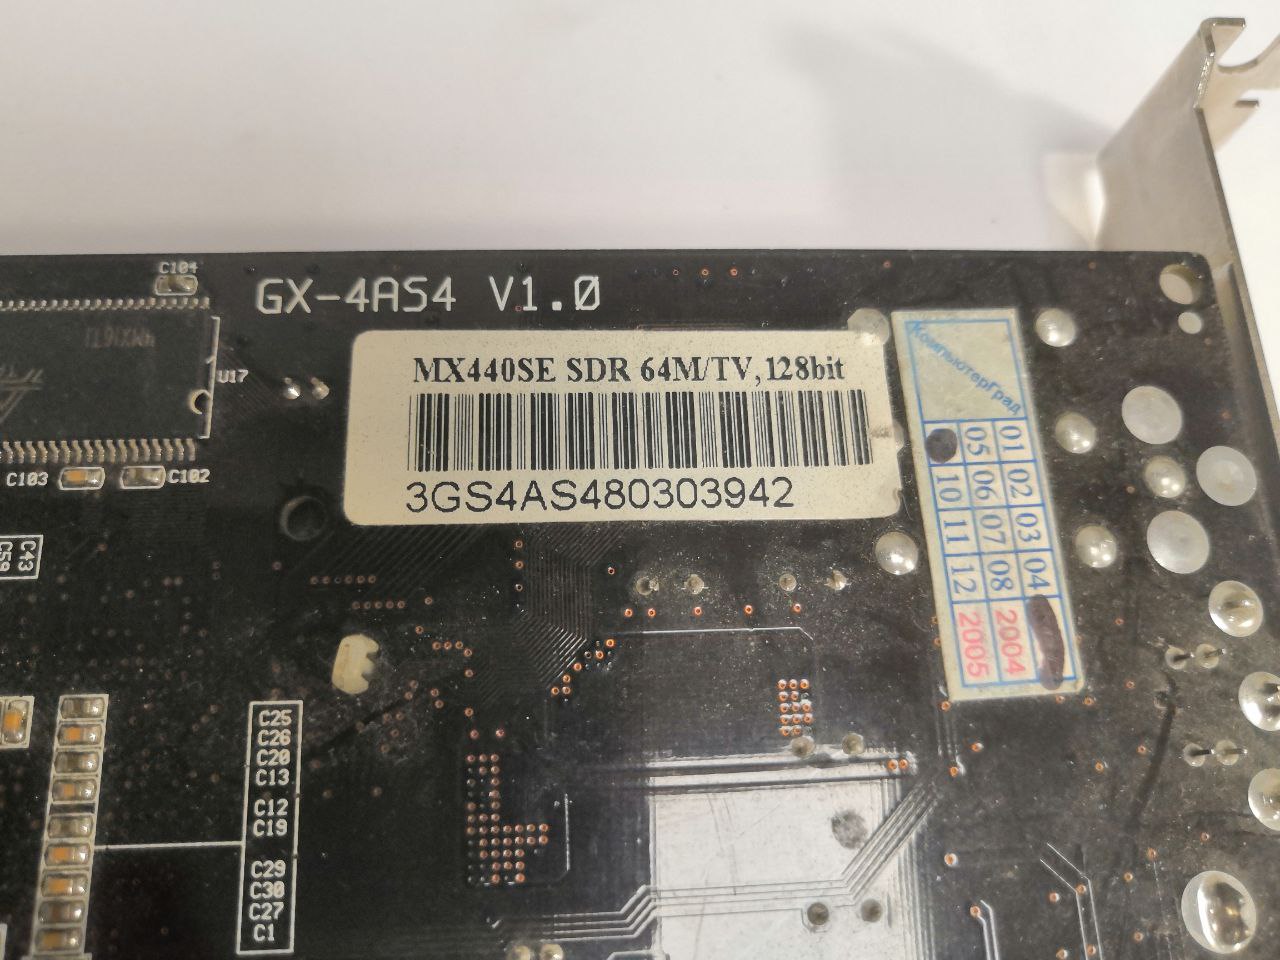 C104
GX-4AS4 V1.0
MX440SE SDR 64M/TV,128bit
3GS4AS480303942
КомпьютерГрад
01 02 03 04
05 06 07 08 2004
10 11 12 2005
U17
C103
C102
C43
C59
C25
C26
C20
C13
C12
C19
C29
C30
C27
C1